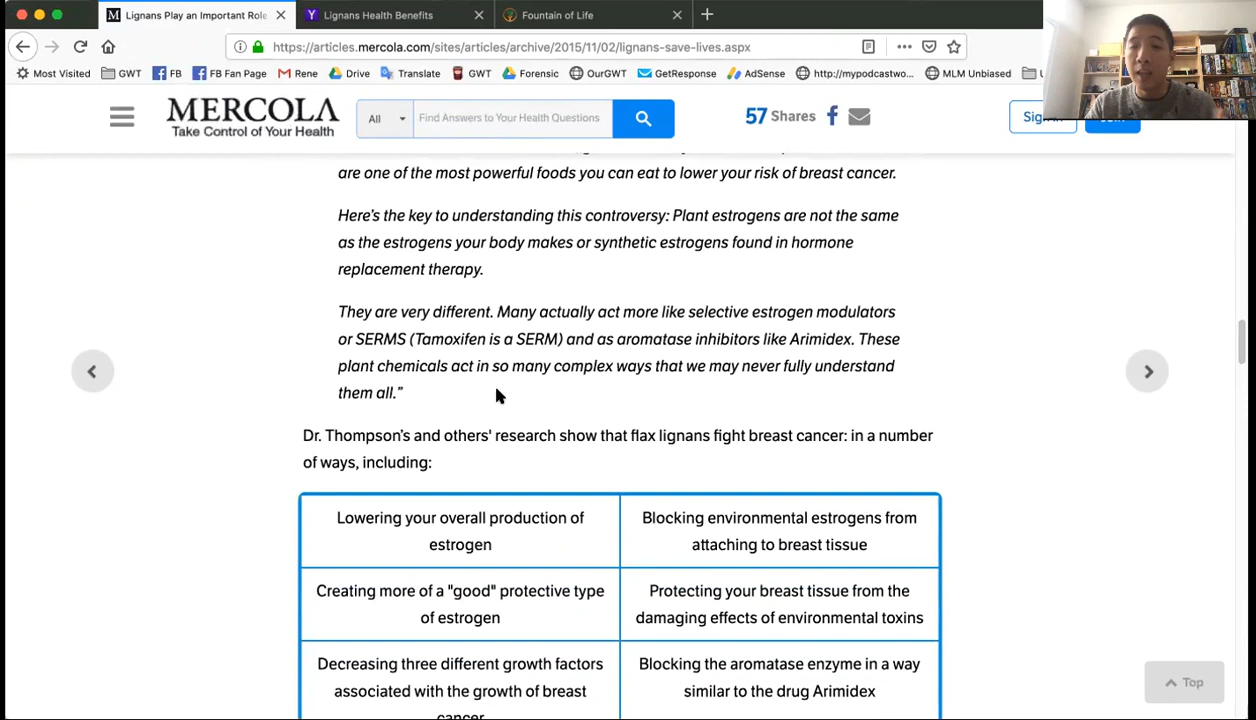 Lignans Play an Important Role
Lignans Health Benefits
Fountain of Life
https://articles.mercola.com/sites/articles/archive/2015/11/02/lignans-save-lives.aspx
Most Visited GWT FB FB Fan Page Rene Drive Translate GWT Forensic OurGWT GetResponse AdSense http://mypodcastwo... MLM Unbiased
MERCOLA
Take Control of Your Health
All
Find Answers to Your Health Questions
57 Shares
are one of the most powerful foods you can eat to lower your risk of breast cancer.
Here's the key to understanding this controversy: Plant estrogens are not the same
as the estrogens your body makes or synthetic estrogens found in hormone
replacement therapy.
They are very different. Many actually act more like selective estrogen modulators
or SERMS (Tamoxifen is a SERM) and as aromatase inhibitors like Arimidex. These
plant chemicals act in so many complex ways that we may never fully understand
them all."
Dr. Thompson's and others' research show that flax lignans fight breast cancer: in a number
of ways, including:
Lowering your overall production of
estrogen
Blocking environmental estrogens from
attaching to breast tissue
Creating more of a "good" protective type
of estrogen
Protecting your breast tissue from the
damaging effects of environmental toxins
Decreasing three different growth factors
associated with the growth of breast
cancer
Blocking the aromatase enzyme in a way
similar to the drug Arimidex
Top